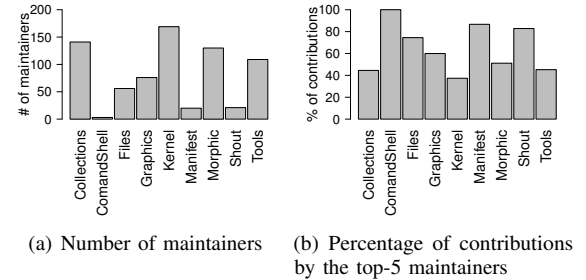 200
150
100
50
0
# of maintainers
Collections
ComandShell
Files
Graphics
Kernel
Manifest
Morphic
Shout
Tools
(a) Number of maintainers
100
80
60
40
20
0
% of contributions
Collections
ComandShell
Files
Graphics
Kernel
Manifest
Morphic
Shout
Tools
(b) Percentage of contributions
by the top-5 maintainers